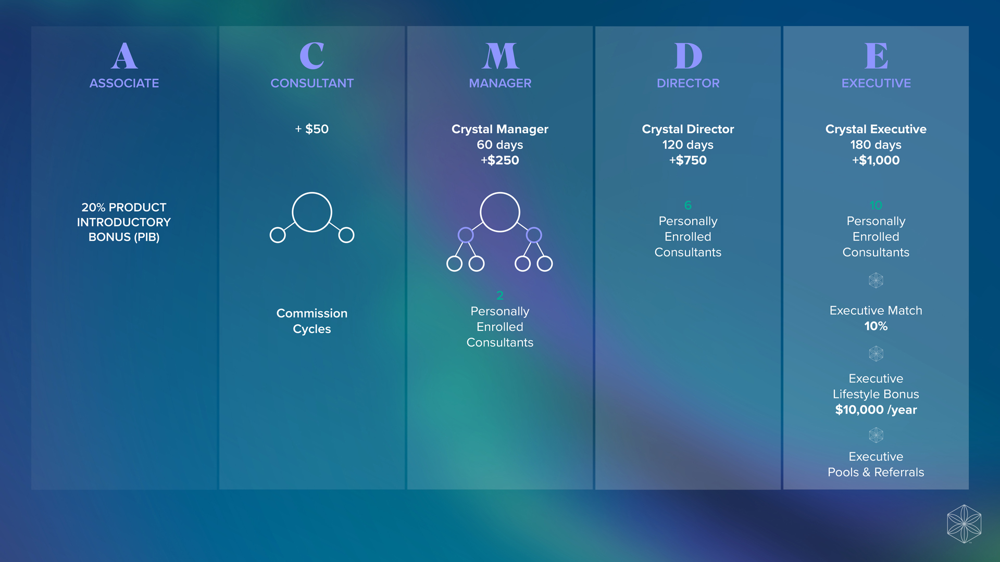 A
ASSOCIATE
20% PRODUCT
INTRODUCTORY
BONUS (PIB)
C
CONSULTANT
+ $50
Commission
Cycles
M
MANAGER
Crystal Manager
60 days
+$250
2
Personally
Enrolled
Consultants
D
DIRECTOR
Crystal Director
120 days
+$750
6
Personally
Enrolled
Consultants
E
EXECUTIVE
Crystal Executive
180 days
+$1,000
10
Personally
Enrolled
Consultants
Executive Match
10%
Executive
Lifestyle Bonus
$10,000 /year
Executive
Pools & Referrals